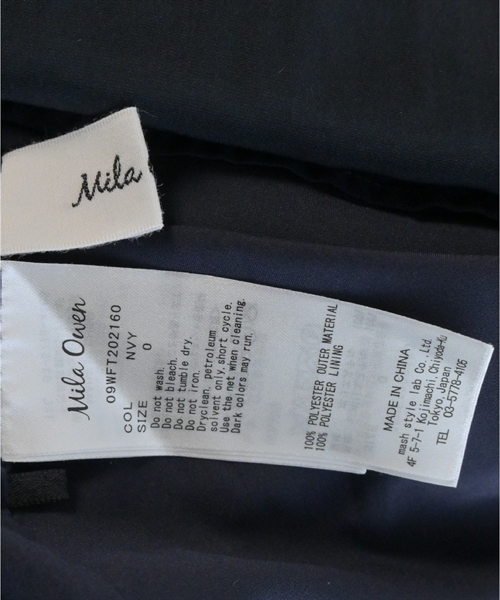 Mila
Mila Owen
09WFT202160
COL NVY
SIZE 0
Do not wash.
Do not bleach.
Do not tumble dry.
Do not iron.
Dryclean, petroleum
solvent only, short cycle.
Use the net when cleaning.
Dark colors may run.
100% POLYESTER OUTER MATERIAL
100% POLYESTER LINING
MADE IN CHINA
mash style lab Co .,Ltd.
4F 5-7-1 Kojimachi, Chiyoda-ku
Tokyo, Japan
TEL 03-5778-4105